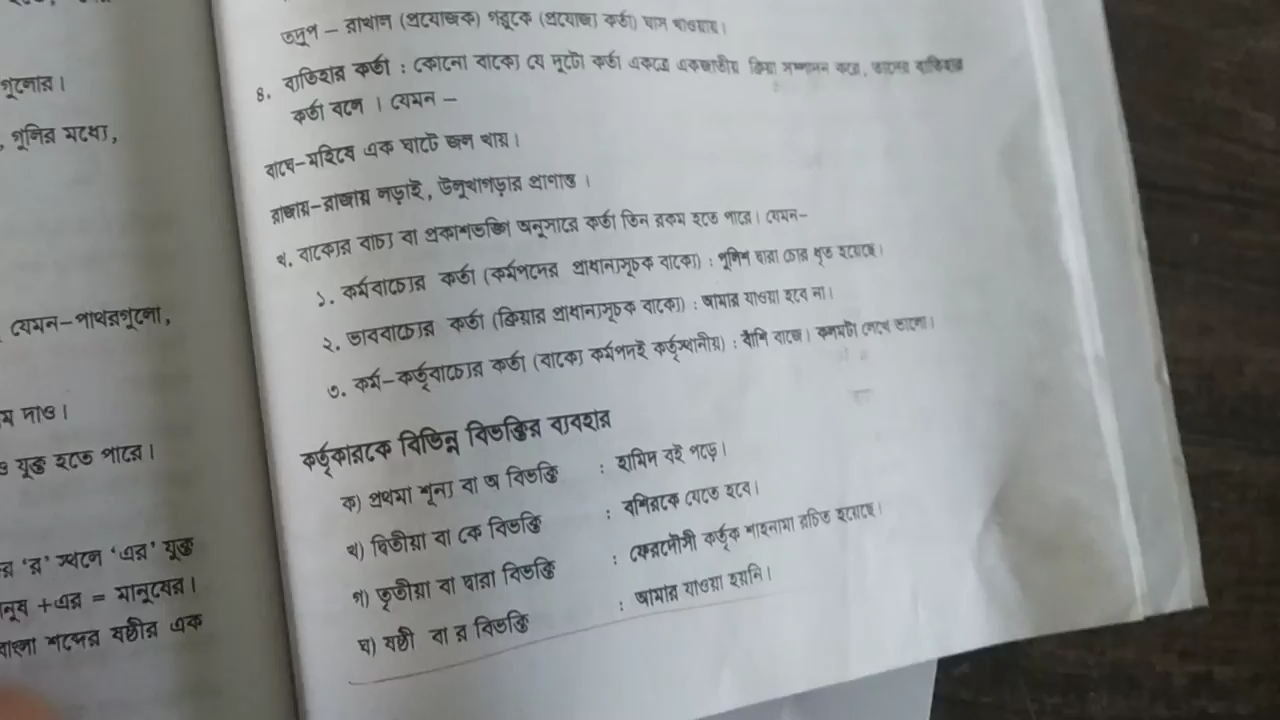 পুনোর।
, গুনির মধ্যে,
যেমন-পাথরগুলো,
ম দাও।
ও যুক্ত হতে পারে।
র 'র' স্থলে 'এর' যুক্ত
নুষ +এর = মানুষের।
বাংলা শব্দের ষষ্ঠীর এক
তদ্রূপ – রাখাল (প্রযোজক) গরুকে (প্রযোজ্য কর্তা) ঘাস খাওয়ায়।
৪. ব্যতিহার কর্তা : কোনো বাক্যে যে দুটো কর্তা একত্রে একজাতীয় ক্রিয়া সম্পাদন করে, তাদের ব্যতিহার
কর্তা বলে । যেমন –
বাঘে-মহিষে এক ঘাটে জল খায়।
রাজায়-রাজায় লড়াই, উলুখাগড়ার প্রাণান্ত ।
খ. বাক্যের বাচ্য বা প্রকাশভঙ্গি অনুসারে কর্তা তিন রকম হতে পারে। যেমন–
১. কর্মবাচ্যের কর্তা (কর্মপদের প্রাধান্যসূচক বাক্যে) : পুলিশ দ্বারা চোর ধৃত হয়েছে।
২. ভাববাচ্যের কর্তা (ক্রিয়ার প্রাধান্যসূচক বাক্যে) : আমার যাওয়া হবে না।
৩. কর্ম-কর্তৃবাচ্যের কর্তা (বাক্যে কর্মপদই কর্তৃস্থানীয়) : বাঁশি বাজে। কলমটা লেখে ভালো।
কর্তৃকারকে বিভিন্ন বিভক্তির ব্যবহার
ক) প্রথমা শূন্য বা অ বিভক্তি : হামিদ বই পড়ে।
খ) দ্বিতীয়া বা কে বিভক্তি : বশিরকে যেতে হবে।
গ) তৃতীয়া বা দ্বারা বিভক্তি : ফেরদৌসী কর্তৃক শাহনামা রচিত হয়েছে।
ঘ) ষষ্ঠী বা র বিভক্তি : আমার যাওয়া হয়নি।